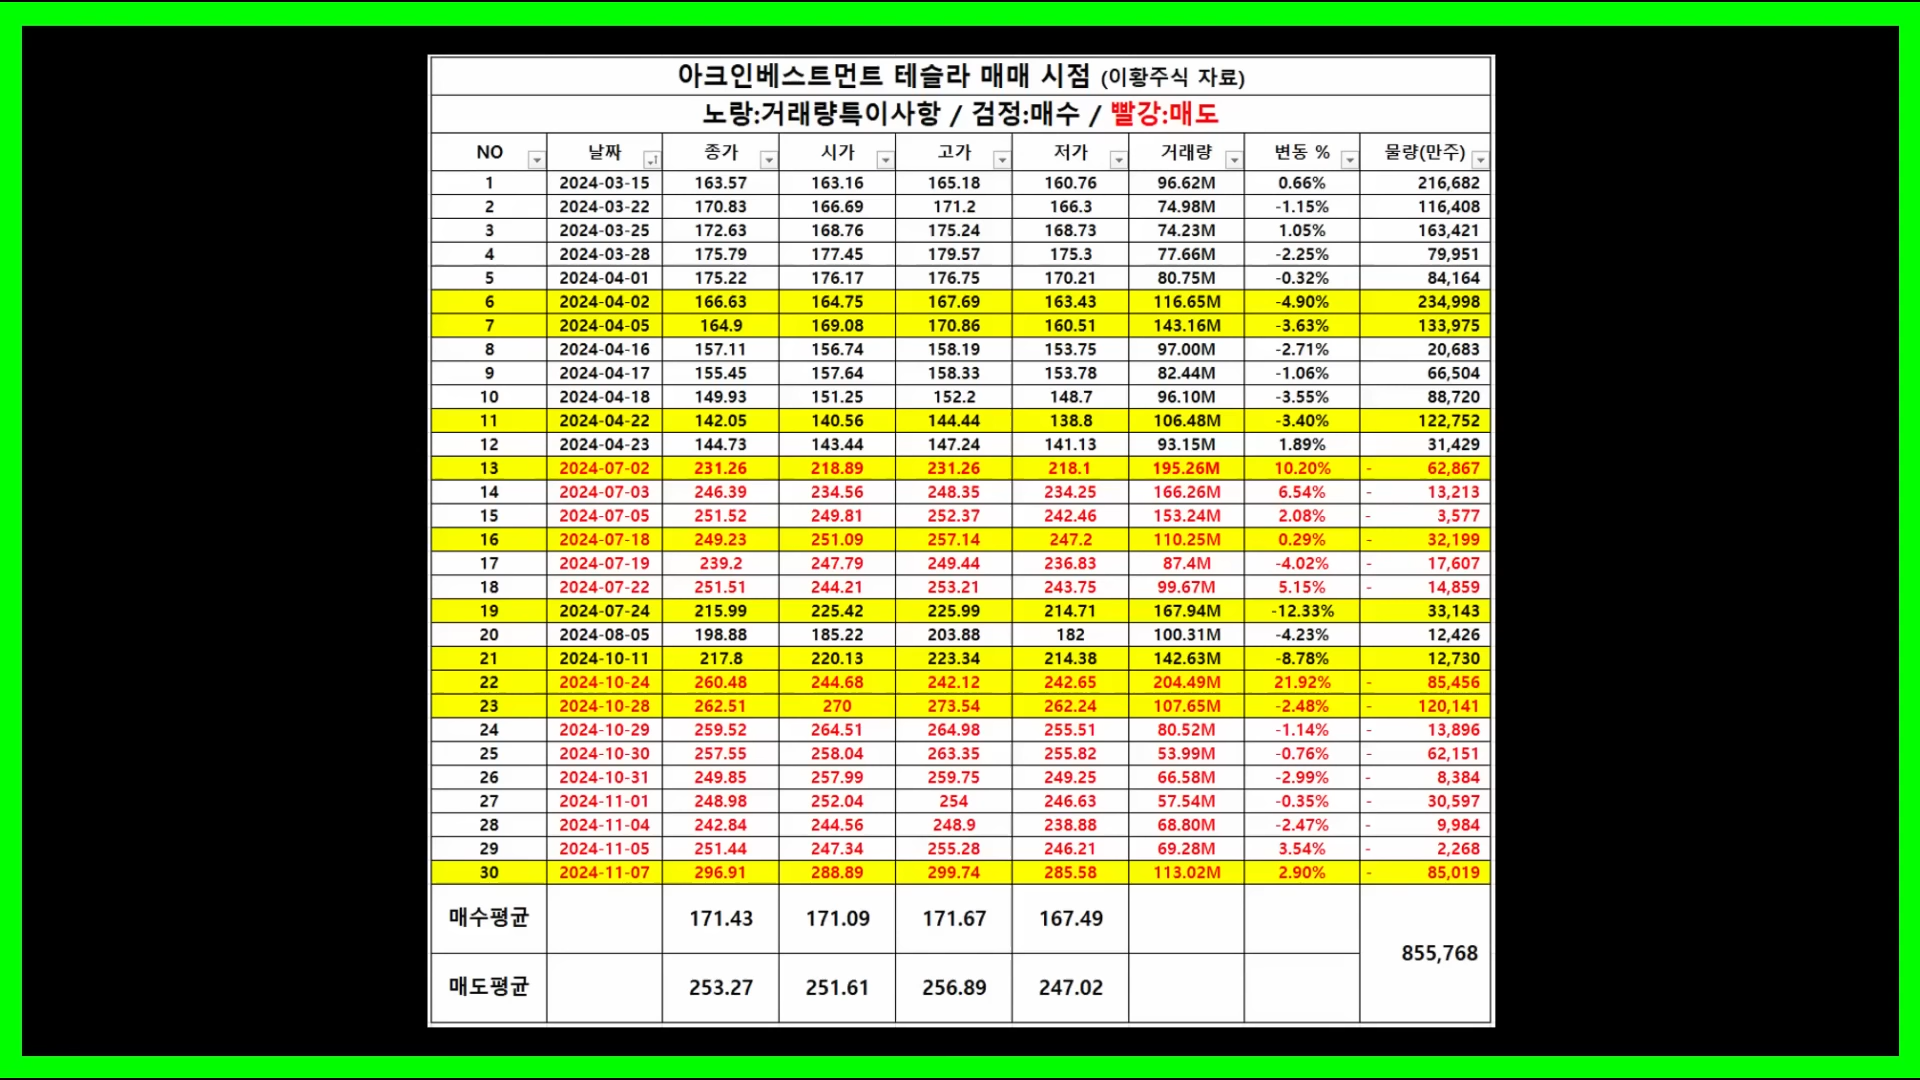 아크인베스트먼트 테슬라 매매 시점 (이황주식 자료)
노랑:거래량특이사항 / 검정:매수 / 빨강:매도
NO 날짜 종가 시가 고가 저가 거래량 변동 % 물량(만주)
1 2024-03-15 163.57 163.16 165.18 160.76 96.62M 0.66% 216,682
2 2024-03-22 170.83 166.69 171.2 166.3 74.98M -1.15% 116,408
3 2024-03-25 172.63 168.76 175.24 168.73 74.23M 1.05% 163,421
4 2024-03-28 175.79 177.45 179.57 175.3 77.66M -2.25% 79,951
5 2024-04-01 175.22 176.17 176.75 170.21 80.75M -0.32% 84,164
6 2024-04-02 166.63 164.75 167.69 163.43 116.65M -4.90% 234,998
7 2024-04-05 164.9 169.08 170.86 160.51 143.16M -3.63% 133,975
8 2024-04-16 157.11 156.74 158.19 153.75 97.00M -2.71% 20,683
9 2024-04-17 155.45 157.64 158.33 153.78 82.44M -1.06% 66,504
10 2024-04-18 149.93 151.25 152.2 148.7 96.10M -3.55% 88,720
11 2024-04-22 142.05 140.56 144.44 138.8 106.48M -3.40% 122,752
12 2024-04-23 144.73 143.44 147.24 141.13 93.15M 1.89% 31,429
13 2024-07-02 231.26 218.89 231.26 218.1 195.26M 10.20% - 62,867
14 2024-07-03 246.39 234.56 248.35 234.25 166.26M 6.54% - 13,213
15 2024-07-05 251.52 249.81 252.37 242.46 153.24M 2.08% - 3,577
16 2024-07-18 249.23 251.09 257.14 247.2 110.25M 0.29% - 32,199
17 2024-07-19 239.2 247.79 249.44 236.83 87.4M -4.02% - 17,607
18 2024-07-22 251.51 244.21 253.21 243.75 99.67M 5.15% - 14,859
19 2024-07-24 215.99 225.42 225.99 214.71 167.94M -12.33% 33,143
20 2024-08-05 198.88 185.22 203.88 182 100.31M -4.23% 12,426
21 2024-10-11 217.8 220.13 223.34 214.38 142.63M -8.78% 12,730
22 2024-10-24 260.48 244.68 242.12 242.65 204.49M 21.92% - 85,456
23 2024-10-28 262.51 270 273.54 262.24 107.65M -2.48% - 120,141
24 2024-10-29 259.52 264.51 264.98 255.51 80.52M -1.14% - 13,896
25 2024-10-30 257.55 258.04 263.35 255.82 53.99M -0.76% - 62,151
26 2024-10-31 249.85 257.99 259.75 249.25 66.58M -2.99% - 8,384
27 2024-11-01 248.98 252.04 254 246.63 57.54M -0.35% - 30,597
28 2024-11-04 242.84 244.56 248.9 238.88 68.80M -2.47% - 9,984
29 2024-11-05 251.44 247.34 255.28 246.21 69.28M 3.54% - 2,268
30 2024-11-07 296.91 288.89 299.74 285.58 113.02M 2.90% - 85,019
매수평균 171.43 171.09 171.67 167.49
855,768
매도평균 253.27 251.61 256.89 247.02